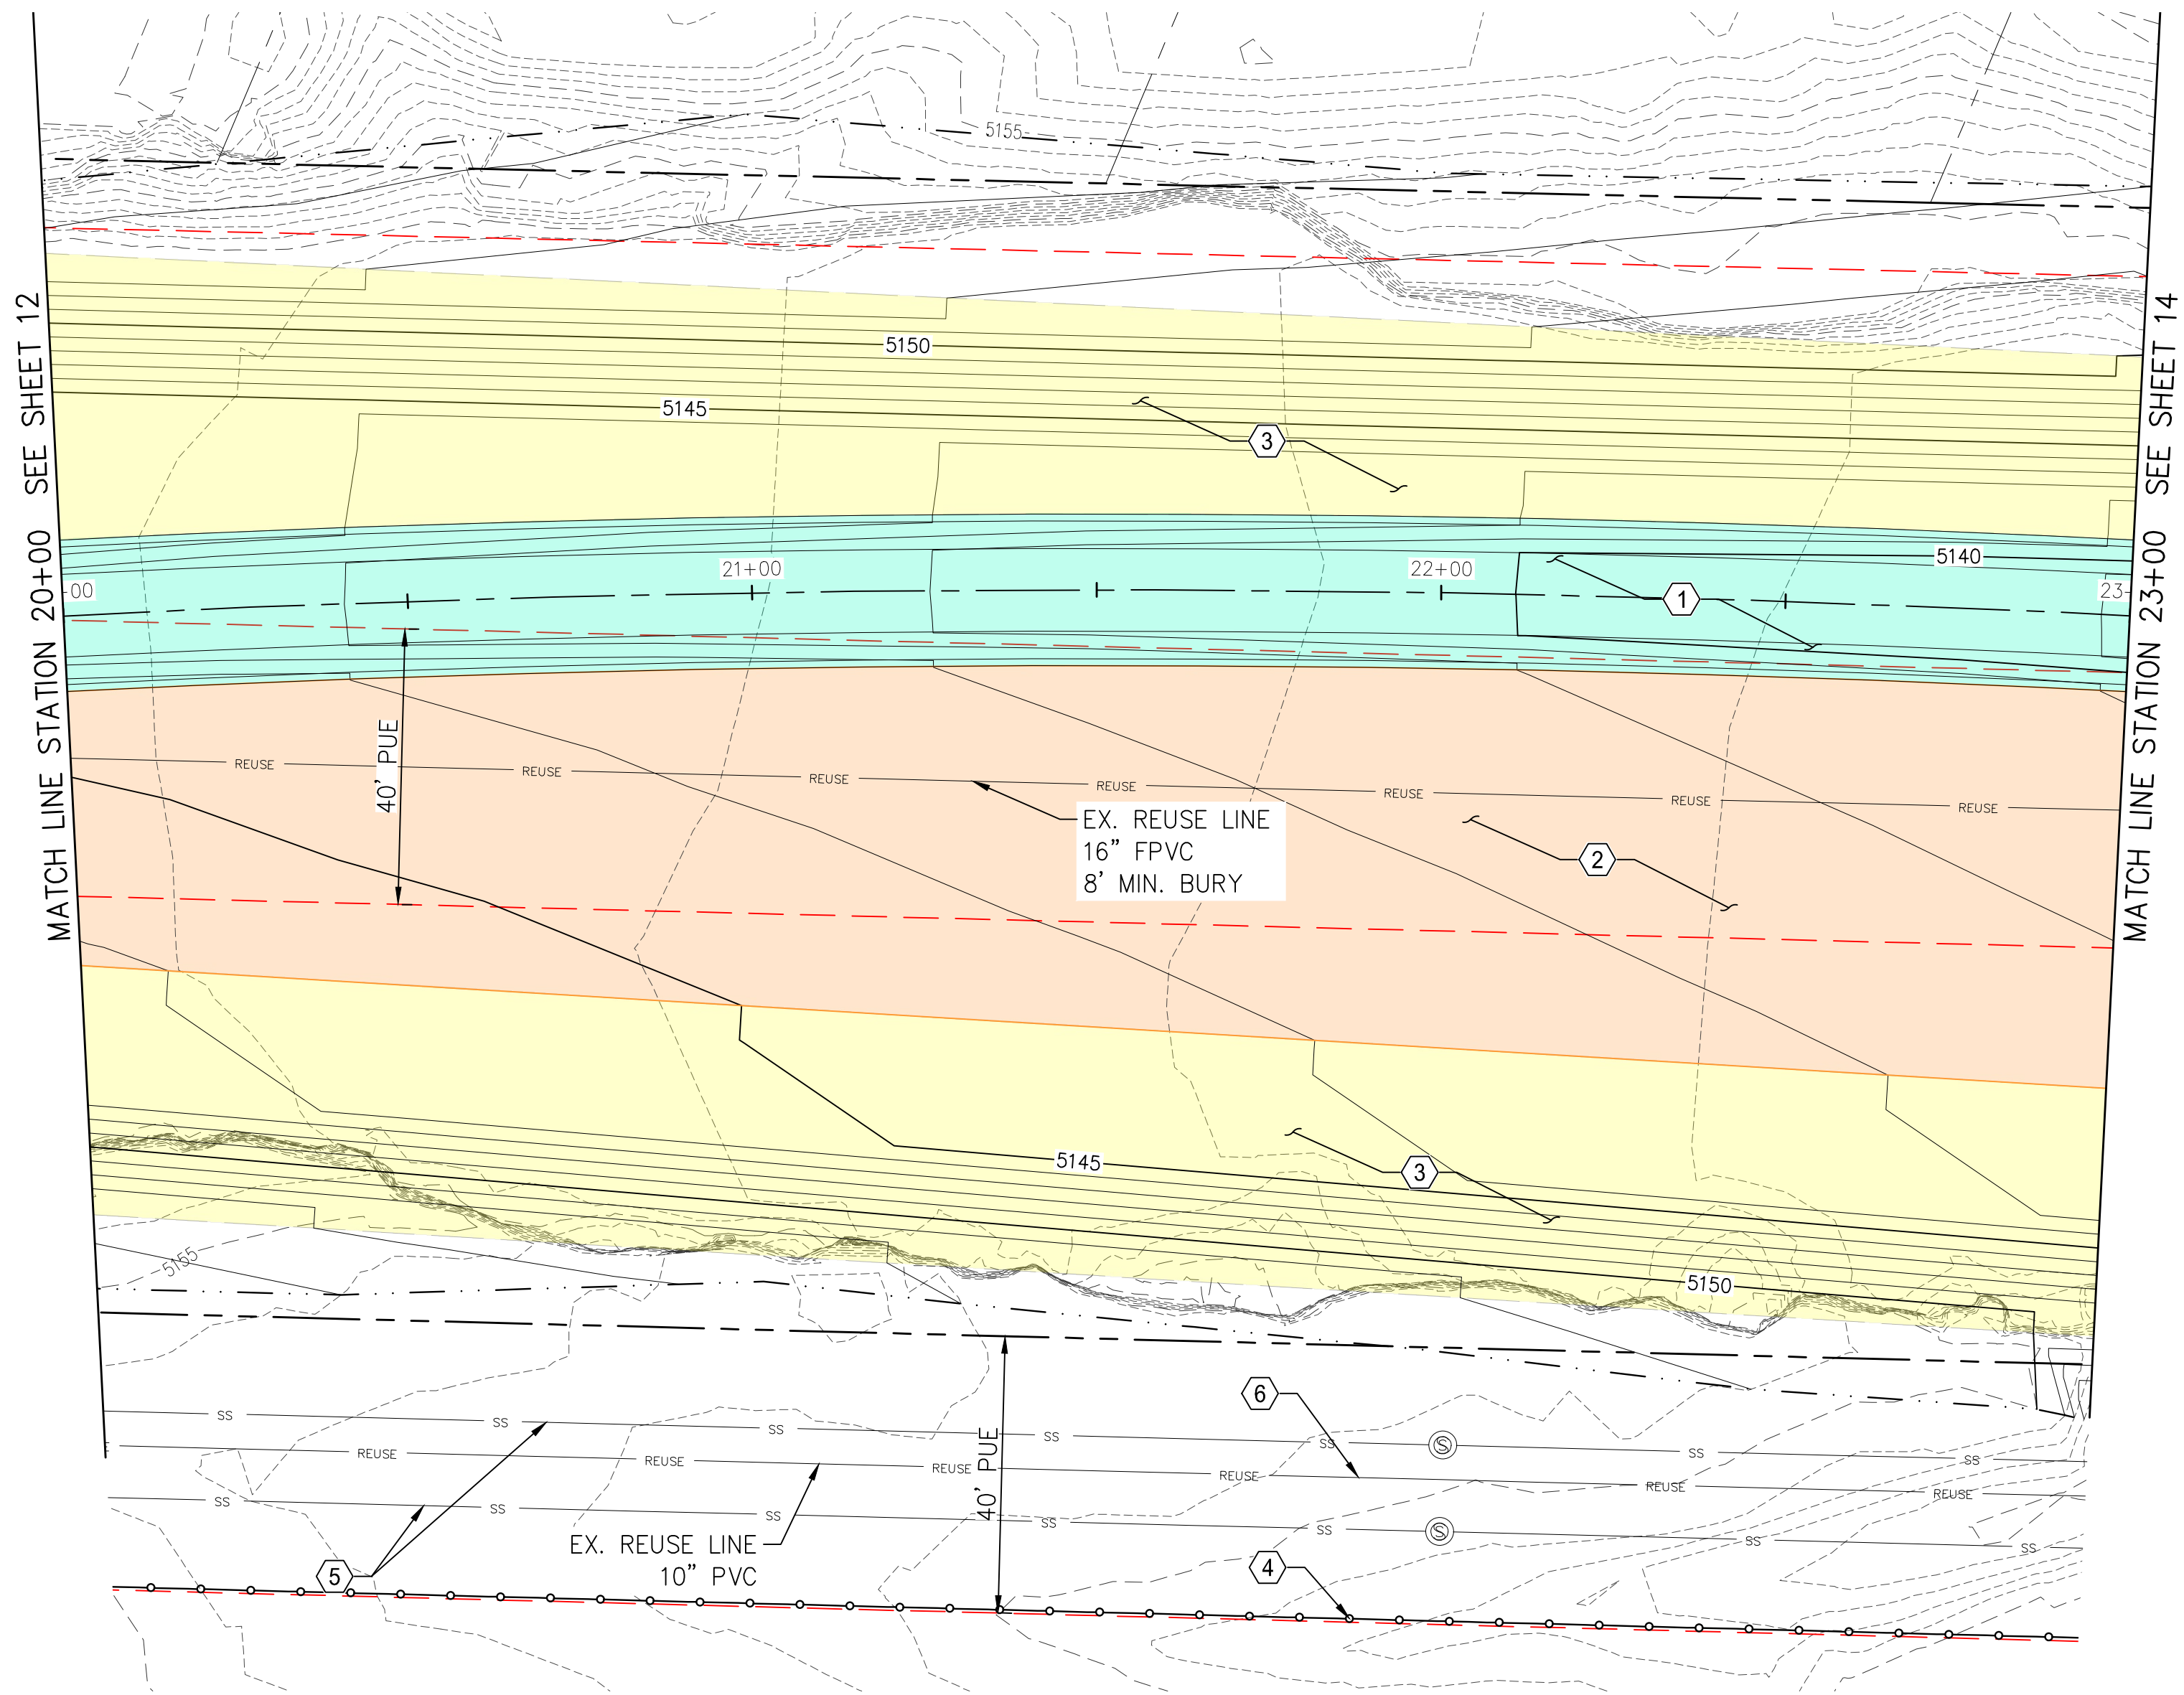 5155
MATCH LINE STATION 20+00 SEE SHEET 12
MATCH LINE STATION 23+00 SEE SHEET 14
5150
5145
3
5140
+00
21+00
22+00
1
23+
40' PUE
REUSE REUSE REUSE REUSE REUSE REUSE REUSE
EX. REUSE LINE
16" FPVC
8' MIN. BURY
2
5145
3
5155
5150
6
SS SS SS SS SS SS SS
S
REUSE REUSE REUSE REUSE REUSE REUSE
40' PUE
SS SS SS SS SS SS SS
S
EX. REUSE LINE
10" PVC
5
4